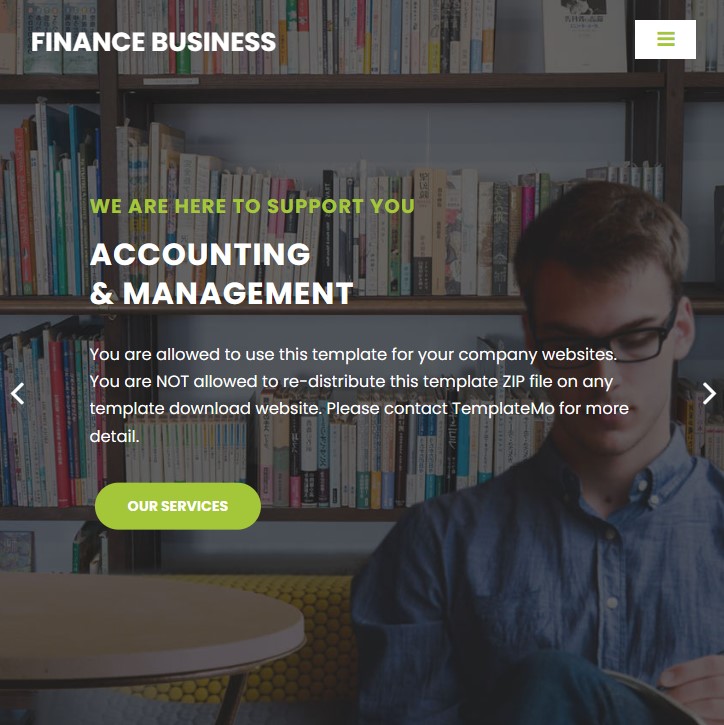 FINANCE BUSINESS
WE ARE HERE TO SUPPORT YOU
ACCOUNTING
& MANAGEMENT
You are allowed to use this template for your company websites.
You are NOT allowed to re-distribute this template ZIP file on any
template download website. Please contact TemplateMo for more
detail.
OUR SERVICES